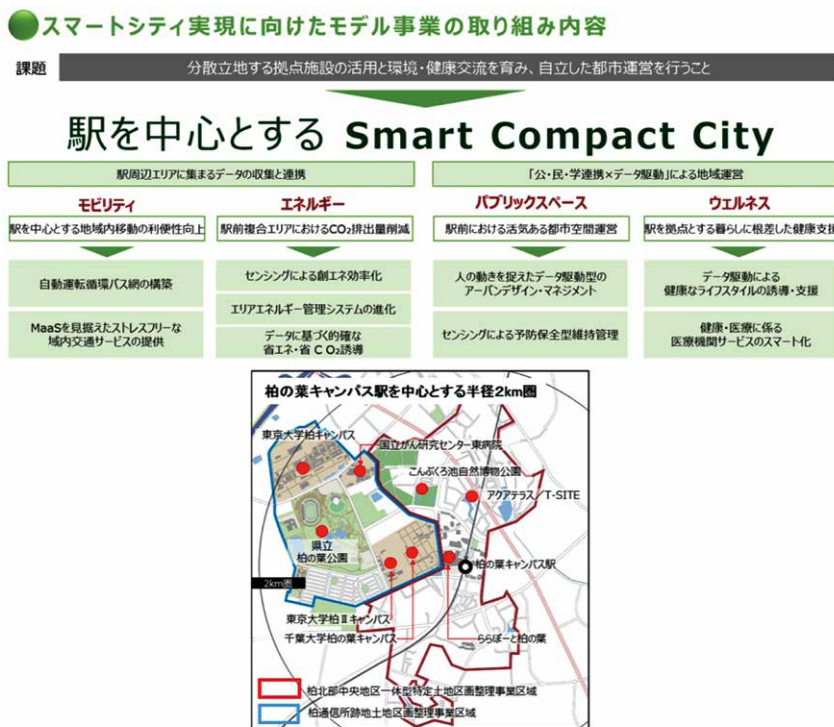 スマートシティ実現に向けたモデル事業の取り組み内容
課題
分散立地する拠点施設の活用と環境・健康交流を育み、自立した都市運営を行うこと
駅を中心とする Smart Compact City
駅周辺エリアに集まるデータの収集と連携
「公・民・学連携×データ駆動」による地域運営
モビリティ
駅を中心とする地域内移動の利便性向上
自動運転循環バス網の構築
MaaSを見据えたストレスフリーな
域内交通サービスの提供
エネルギー
駅前複合エリアにおけるCO₂排出量削減
センシングによる創エネ効率化
エリアエネルギー管理システムの進化
データに基づく的確な
省エネ・省ＣＯ₂誘導
パブリックスペース
駅前における活気ある都市空間運営
人の動きを捉えたデータ駆動型の
アーバンデザイン・マネジメント
センシングによる予防保全型維持管理
ウェルネス
駅を拠点とする暮らしに根差した健康支援
データ駆動による
健康なライフスタイルの誘導・支援
健康・医療に係る
医療機関サービスのスマート化
柏の葉キャンパス駅を中心とする半径2km圏
東京大学柏キャンパス
国立がん研究センター東病院
こんぶくろ池自然博物公園
アクアテラス／T-SITE
県立
柏の葉公園
柏の葉キャンパス駅
2km圏
東京大学柏Ⅱキャンパス
千葉大学柏の葉キャンパス
ららぽーと柏の葉
柏北部中央地区一体型特定土地区画整理事業区域
柏通信所跡地土地区画整理事業区域